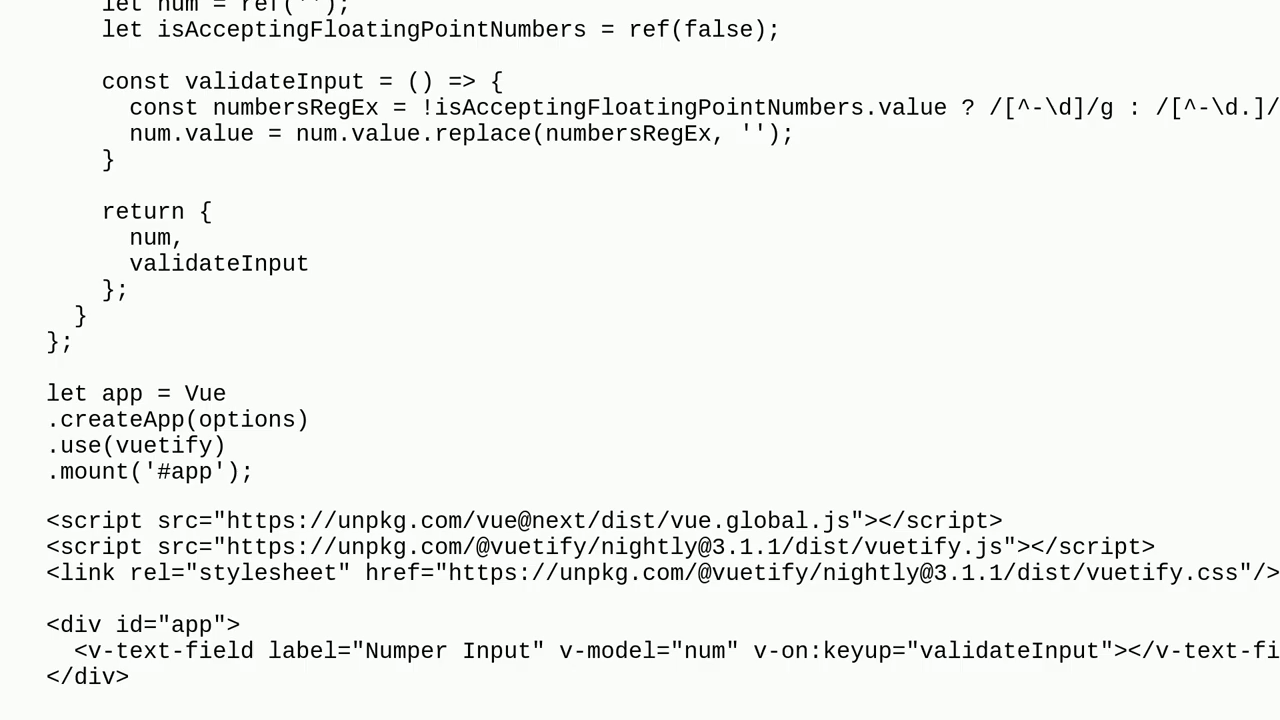 let num = ref('');
let isAcceptingFloatingPointNumbers = ref(false);
const validateInput = () => {
const numbersRegEx = !isAcceptingFloatingPointNumbers.value ? /[^-\d]/g : /[^-\d.]/
num.value = num.value.replace(numbersRegEx, '');
}
return {
num,
validateInput
};
}
};
let app = Vue
.createApp(options)
.use(vuetify)
.mount('#app');
<script src="https://unpkg.com/vue@next/dist/vue.global.js"></script>
<script src="https://unpkg.com/@vuetify/nightly@3.1.1/dist/vuetify.js"></script>
<link rel="stylesheet" href="https://unpkg.com/@vuetify/nightly@3.1.1/dist/vuetify.css"/>
<div id="app">
<v-text-field label="Numper Input" v-model="num" v-on:keyup="validateInput"></v-text-fi
</div>